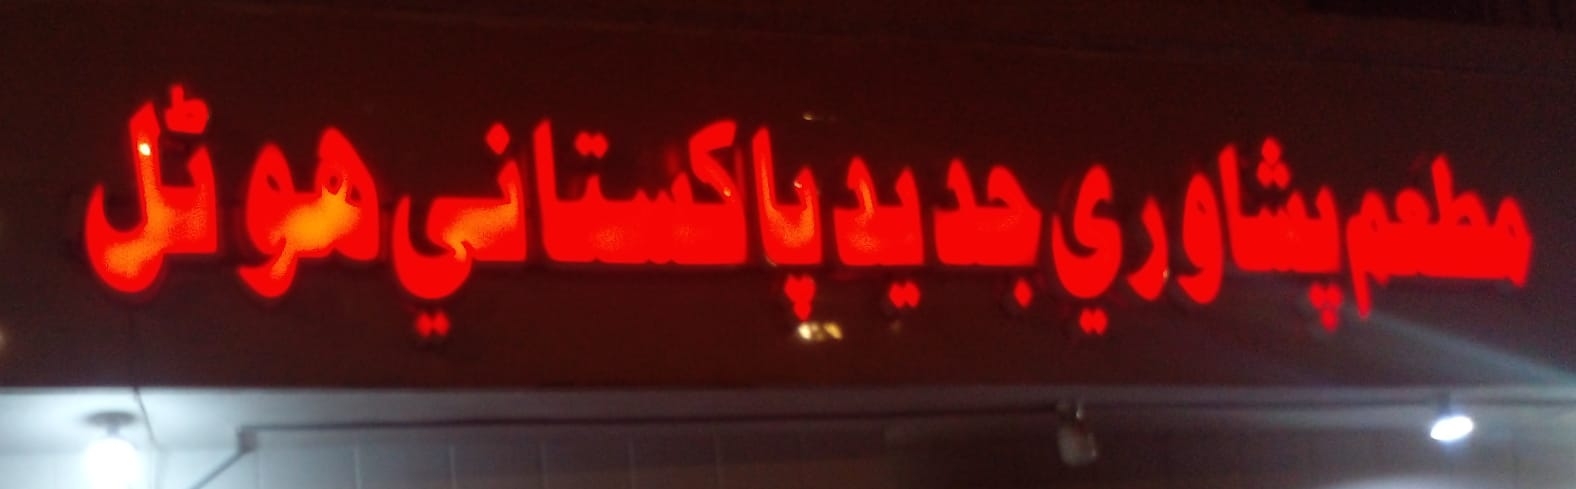 مطعم پشاوري جديد پاكستاني هوٹل